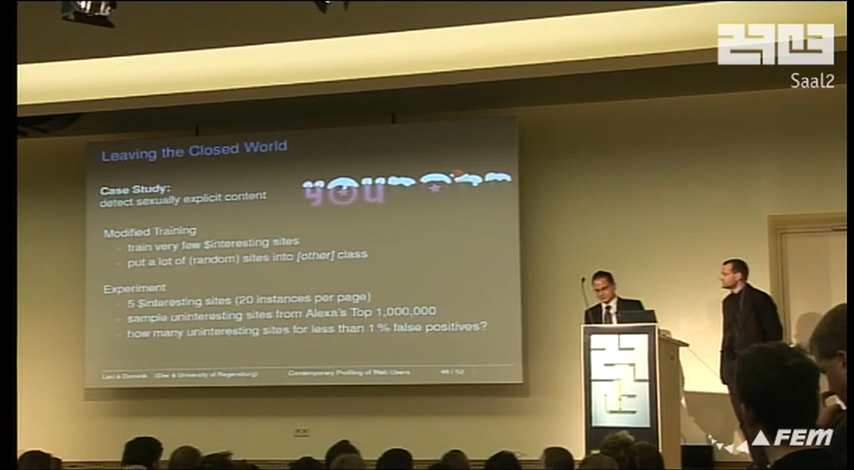 Saal2
Leaving the Closed World
Case Study:
detect sexually explicit content
Modified Training
- train very few $interesting sites
- put a lot of (random) sites into [other] class
Experiment
- 5 $interesting sites (20 instances per page)
- sample uninteresting sites from Alexa's Top 1,000,000
- how many uninteresting sites for less than 1 % false positives?
Contemporary Profiling of Web Users
FEM